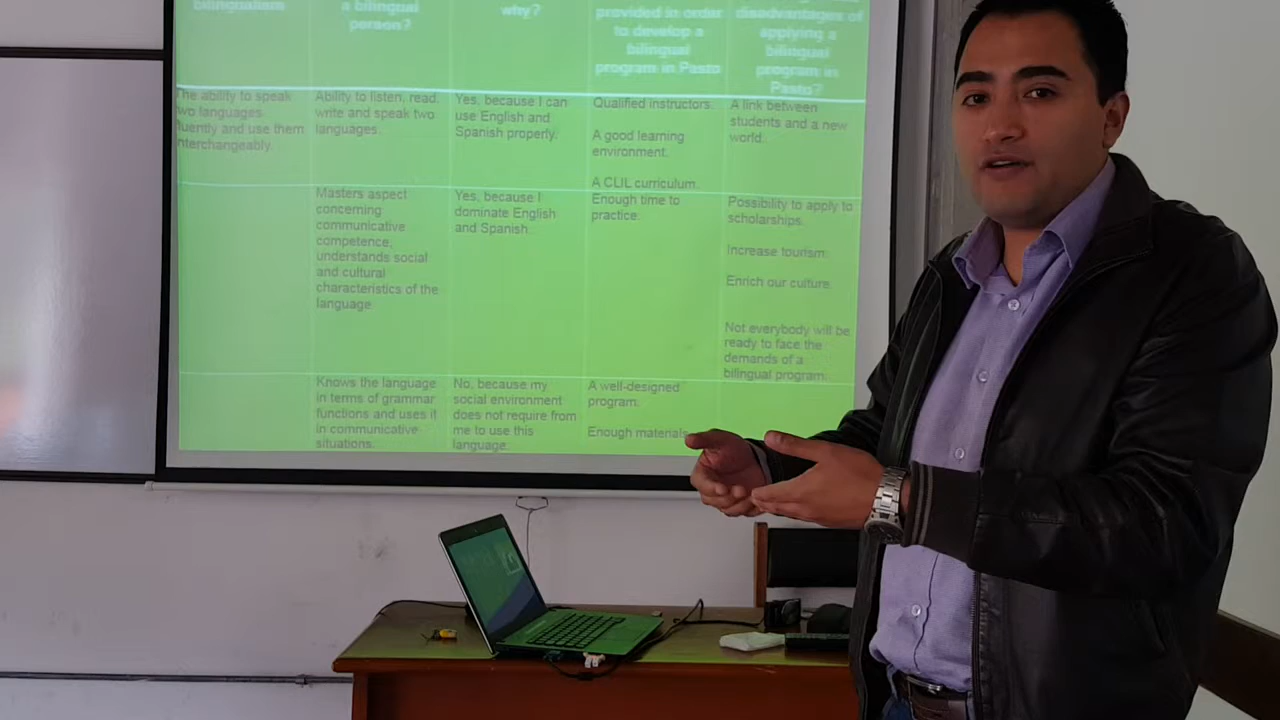 bilingualism
a bilingual
person?
why?
provided in order
to develop a
bilingual
program in Pasto
disadvantages of
applying a
bilingual
program in
Pasto?
The ability to speak
two languages
fluently and use them
interchangeably.
Ability to listen, read,
write and speak two
languages.
Yes, because I can
use English and
Spanish properly.
Qualified instructors.
A good learning
environment.
A CLIL curriculum.
A link between
students and a new
world.
Masters aspect
concerning
communicative
competence,
understands social
and cultural
characteristics of the
language
Yes, because I
dominate English
and Spanish.
Enough time to
practice.
Possibility to apply to
scholarships.
Increase tourism.
Enrich our culture.
Not everybody will be
ready to face the
demands of a
bilingual program.
Knows the language
in terms of grammar
functions and uses it
in communicative
situations.
No, because my
social environment
does not require from
me to use this
language.
A well-designed
program.
Enough materials